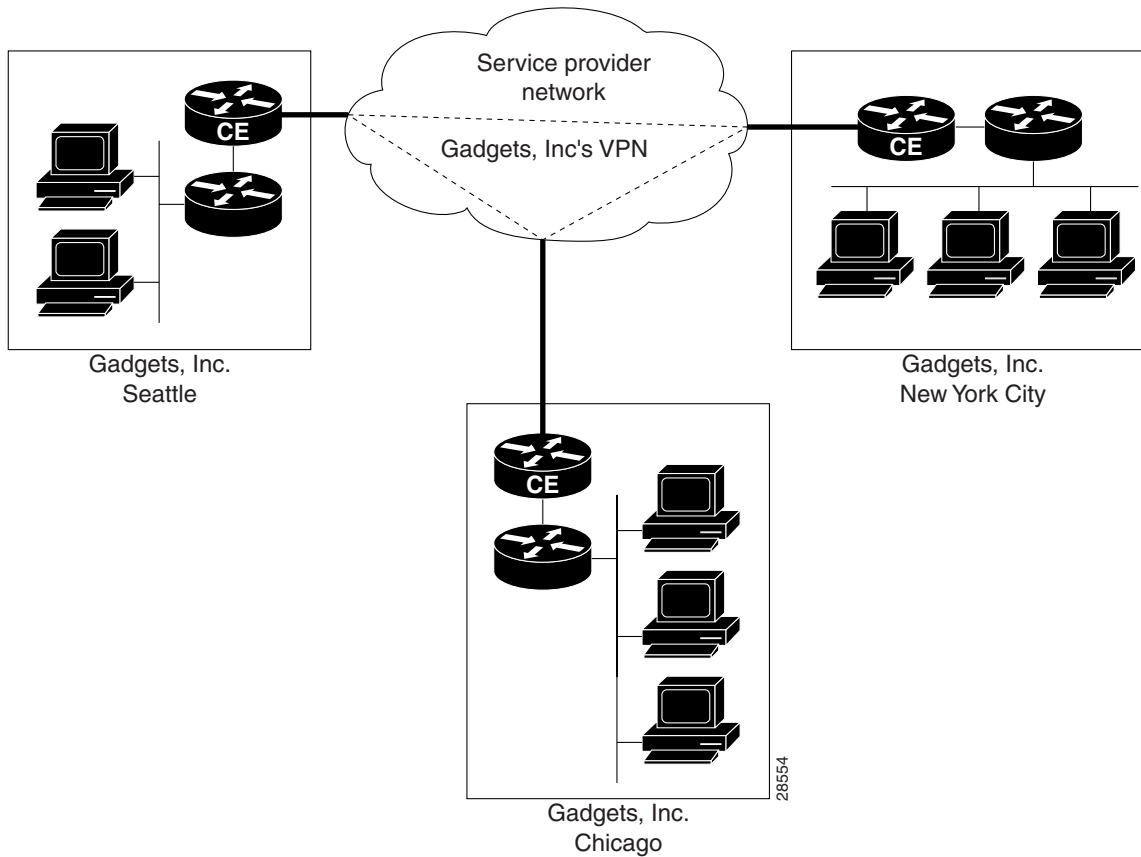 Service provider
network
Gadgets, Inc's VPN
CE
CE
Gadgets, Inc.
Seattle
Gadgets, Inc.
New York City
CE
28554
Gadgets, Inc.
Chicago